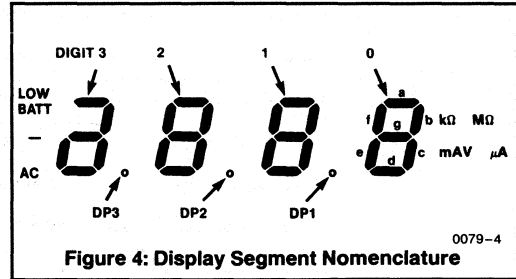 DIGIT 3 2 1 0
a
LOW
BATT
f g b kΩ MΩ
–
e d c mAV μA
AC
DP3 DP2 DP1
0079–4
Figure 4: Display Segment Nomenclature